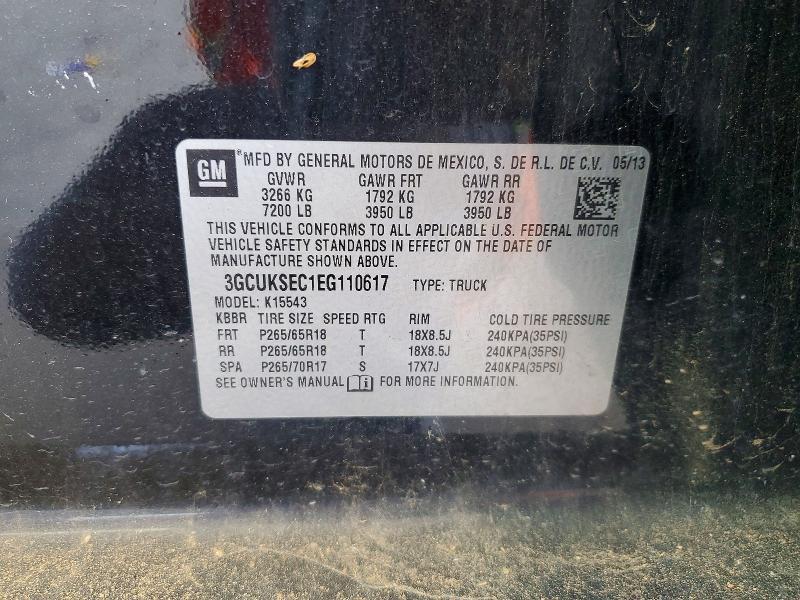 GM ®MFD BY GENERAL MOTORS DE MEXICO, S. DE R.L. DE C.V. 05/13
GVWR GAWR FRT GAWR RR
3266 KG 1792 KG 1792 KG
7200 LB 3950 LB 3950 LB
THIS VEHICLE CONFORMS TO ALL APPLICABLE U.S. FEDERAL MOTOR
VEHICLE SAFETY STANDARDS IN EFFECT ON THE DATE OF
MANUFACTURE SHOWN ABOVE.
3GCUKSEC1EG110617 TYPE: TRUCK
MODEL: K15543
KBBR TIRE SIZE SPEED RTG RIM COLD TIRE PRESSURE
FRT P265/65R18 T 18X8.5J 240KPA(35PSI)
RR P265/65R18 T 18X8.5J 240KPA(35PSI)
SPA P265/70R17 S 17X7J 240KPA(35PSI)
SEE OWNER'S MANUAL i FOR MORE INFORMATION.